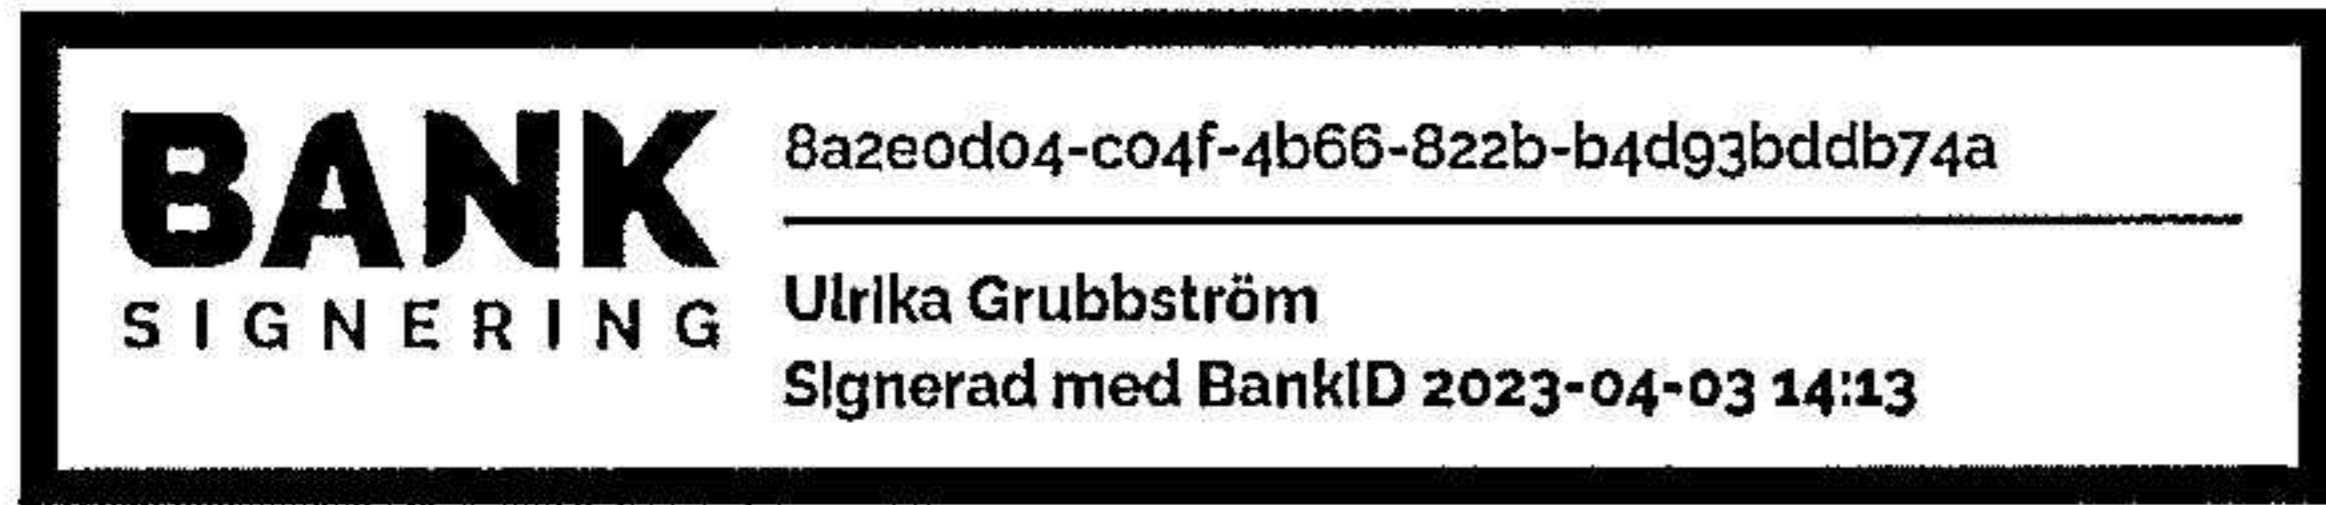 BANK
SIGNERING
8a2e0d04-c04f-4b66-822b-b4d93bddb74a
Ulrika Grubbström
Signerad med BankID 2023-04-03 14:13